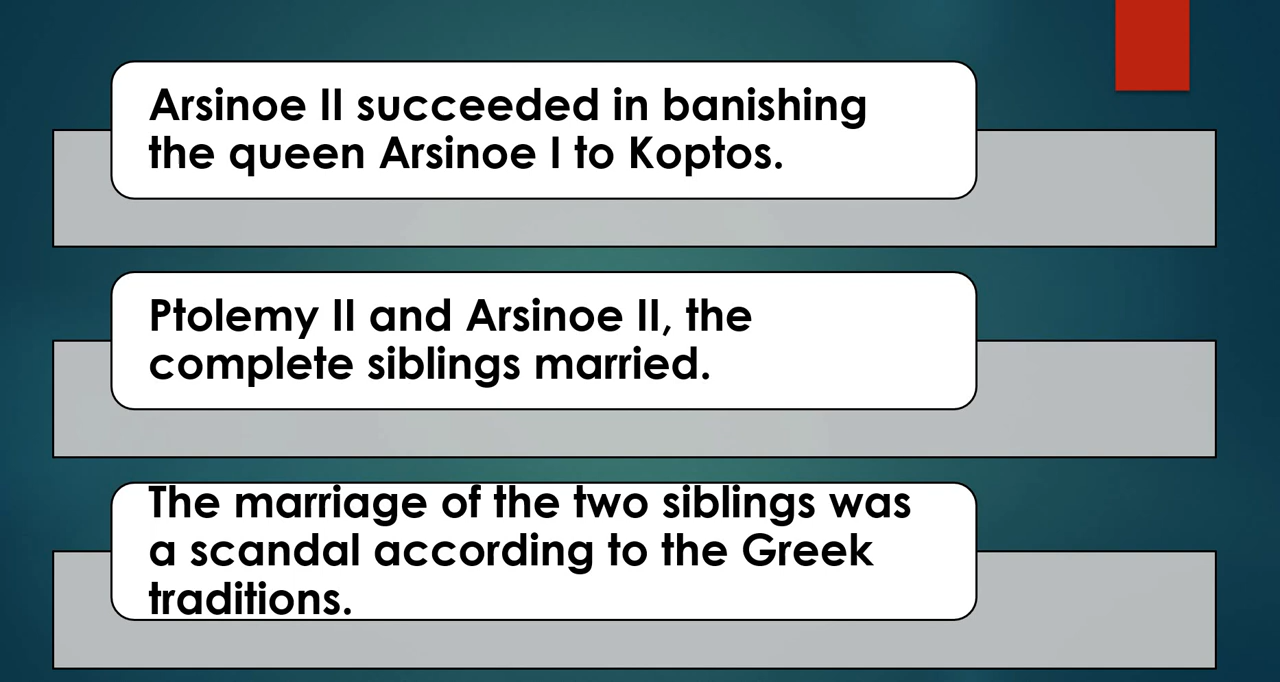 Arsinoe II succeeded in banishing
the queen Arsinoe I to Koptos.
Ptolemy II and Arsinoe II, the
complete siblings married.
The marriage of the two siblings was
a scandal according to the Greek
traditions.